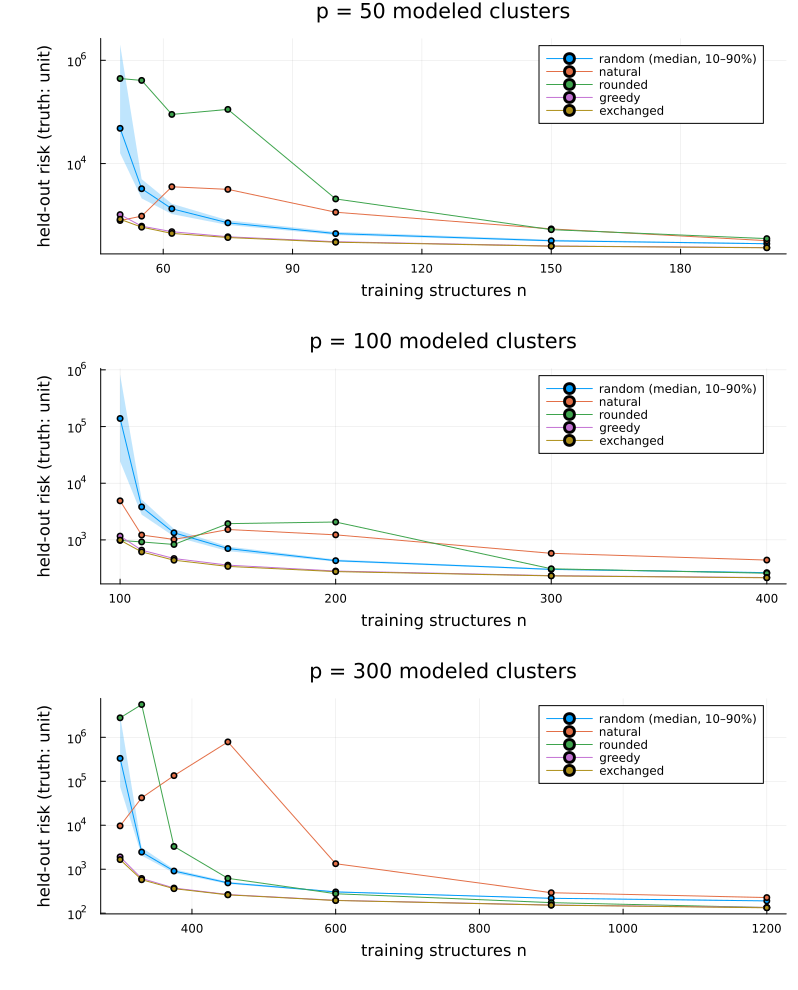 p = 50 modeled clusters
held-out risk (truth: unit)
10⁶
10⁴
random (median, 10–90%)
natural
rounded
greedy
exchanged
60 90 120 150 180
training structures n
p = 100 modeled clusters
held-out risk (truth: unit)
10⁶
10⁵
10⁴
10³
random (median, 10–90%)
natural
rounded
greedy
exchanged
100 200 300 400
training structures n
p = 300 modeled clusters
held-out risk (truth: unit)
10⁶
10⁵
10⁴
10³
10²
random (median, 10–90%)
natural
rounded
greedy
exchanged
400 600 800 1000 1200
training structures n